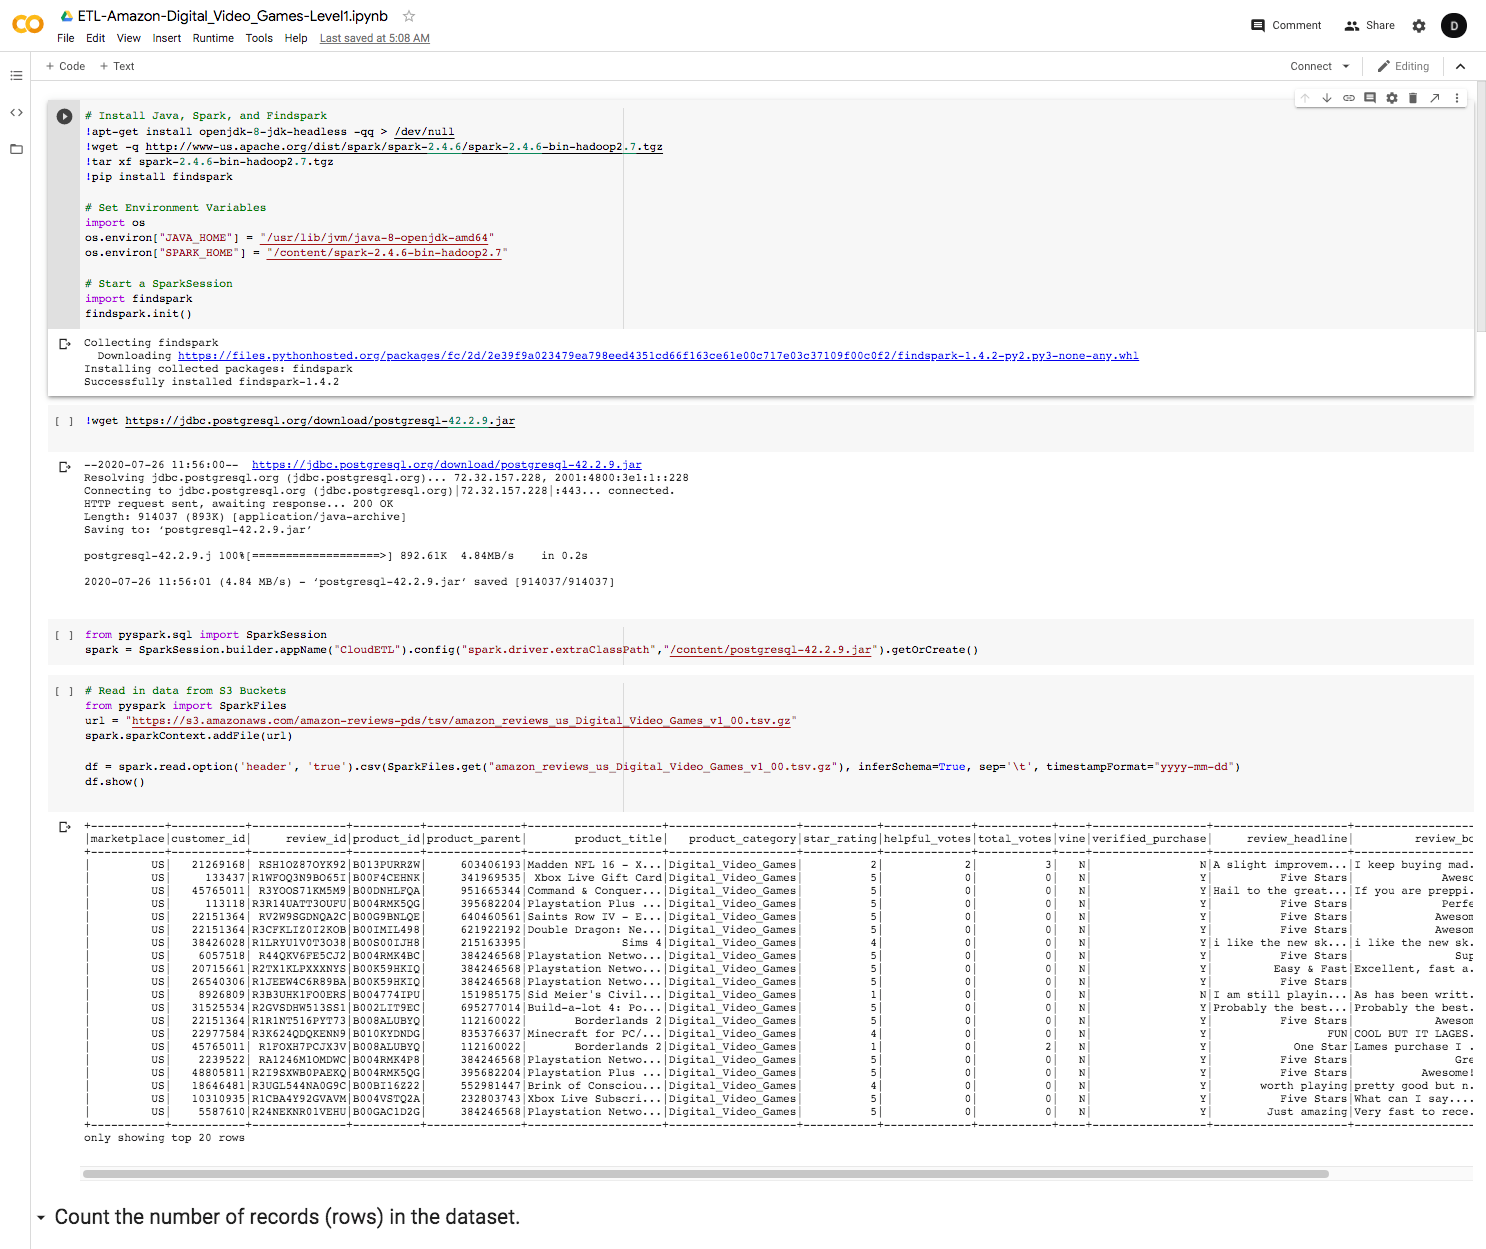 ETL-Amazon-Digital_Video_Games-Level1.ipynb
File Edit View Insert Runtime Tools Help Last saved at 5:08 AM
Comment Share D
+ Code + Text
Connect Editing
# Install Java, Spark, and Findspark
!apt-get install openjdk-8-jdk-headless -qq > /dev/null
!wget -q http://www-us.apache.org/dist/spark/spark-2.4.6/spark-2.4.6-bin-hadoop2.7.tgz
!tar xf spark-2.4.6-bin-hadoop2.7.tgz
!pip install findspark
# Set Environment Variables
import os
os.environ["JAVA_HOME"] = "/usr/lib/jvm/java-8-openjdk-amd64"
os.environ["SPARK_HOME"] = "/content/spark-2.4.6-bin-hadoop2.7"
# Start a SparkSession
import findspark
findspark.init()
Collecting findspark
Downloading https://files.pythonhosted.org/packages/fc/2d/2e39f9a023479ea798eed4351cd66f163ce61e00c717e03c37109f00c0f2/findspark-1.4.2-py2.py3-none-any.whl
Installing collected packages: findspark
Successfully installed findspark-1.4.2
[ ] !wget https://jdbc.postgresql.org/download/postgresql-42.2.9.jar
--2020-07-26 11:56:00-- https://jdbc.postgresql.org/download/postgresql-42.2.9.jar
Resolving jdbc.postgresql.org (jdbc.postgresql.org)... 72.32.157.228, 2001:4800:3e1:1::228
Connecting to jdbc.postgresql.org (jdbc.postgresql.org)|72.32.157.228|:443... connected.
HTTP request sent, awaiting response... 200 OK
Length: 914037 (893K) [application/java-archive]
Saving to: ‘postgresql-42.2.9.jar’
postgresql-42.2.9.j 100%[===================>] 892.61K 4.84MB/s in 0.2s
2020-07-26 11:56:01 (4.84 MB/s) - ‘postgresql-42.2.9.jar’ saved [914037/914037]
[ ] from pyspark.sql import SparkSession
spark = SparkSession.builder.appName("CloudETL").config("spark.driver.extraClassPath","/content/postgresql-42.2.9.jar").getOrCreate()
[ ] # Read in data from S3 Buckets
from pyspark import SparkFiles
url = "https://s3.amazonaws.com/amazon-reviews-pds/tsv/amazon_reviews_us_Digital_Video_Games_v1_00.tsv.gz"
spark.sparkContext.addFile(url)
df = spark.read.option('header', 'true').csv(SparkFiles.get("amazon_reviews_us_Digital_Video_Games_v1_00.tsv.gz"), inferSchema=True, sep='\t', timestampFormat="yyyy-mm-dd")
df.show()
|marketplace|customer_id| review_id|product_id|product_parent| product_title| product_category|star_rating|helpful_votes|total_votes|vine|verified_purchase| review_headline| review_bo
| US| 21269168| RSH1OZ87OYK92|B013PURRZW| 603406193|Madden NFL 16 - X...|Digital_Video_Games| 2| 2| 3| N| N|A slight improvem...|I keep buying mad.
| US| 133437|R1WFOQ3N9BO65I|B00F4CEHNK| 341969535| Xbox Live Gift Card|Digital_Video_Games| 5| 0| 0| N| Y| Five Stars| Aweso
| US| 45765011| R3YOOS71KM5M9|B00DNHLFQA| 951665344|Command & Conquer...|Digital_Video_Games| 5| 0| 0| N| Y|Hail to the great...|If you are preppi.
| US| 113118|R3R14UATT3OUFU|B004RMK5QG| 395682204|Playstation Plus ...|Digital_Video_Games| 5| 0| 0| N| Y| Five Stars| Perfe
| US| 22151364| RV2W9SGDNQA2C|B00G9BNLQE| 640460561|Saints Row IV - E...|Digital_Video_Games| 5| 0| 0| N| Y| Five Stars| Awesom
| US| 22151364|R3CFKLIZ0I2KOB|B00IMIL498| 621922192|Double Dragon: Ne...|Digital_Video_Games| 5| 0| 0| N| Y| Five Stars| Awesom
| US| 38426028|R1LRYU1V0T3O38|B00S00IJH8| 215163395| Sims 4|Digital_Video_Games| 4| 0| 0| N| Y|i like the new sk...|i like the new sk.
| US| 6057518| R44QKV6FE5CJ2|B004RMK4BC| 384246568|Playstation Netwo...|Digital_Video_Games| 5| 0| 0| N| Y| Five Stars| Sup
| US| 20715661|R2TX1KLPXXXNYS|B00K59HKIQ| 384246568|Playstation Netwo...|Digital_Video_Games| 5| 0| 0| N| Y| Easy & Fast|Excellent, fast a.
| US| 26540306|R1JEEW4C6R89BA|B00K59HKIQ| 384246568|Playstation Netwo...|Digital_Video_Games| 5| 0| 0| N| Y| Five Stars|
| US| 8926809|R3B3UHK1FO0ERS|B004774IPU| 151985175|Sid Meier's Civil...|Digital_Video_Games| 1| 0| 0| N| N|I am still playin...|As has been writt.
| US| 31525534|R2GVSDHW513SS1|B002LIT9EC| 695277014|Build-a-lot 4: Po...|Digital_Video_Games| 5| 0| 0| N| Y|Probably the best...|Probably the best.
| US| 22151364|R1R1NT516PYT73|B008ALUBYQ| 112160022| Borderlands 2|Digital_Video_Games| 5| 0| 0| N| Y| Five Stars| Awesom
| US| 22977584|R3K624QDQKENN9|B010KYDNDG| 835376637|Minecraft for PC/...|Digital_Video_Games| 4| 0| 0| N| Y| FUN|COOL BUT IT LAGES.
| US| 45765011| R1FOXH7PCJX3V|B008ALUBYQ| 112160022| Borderlands 2|Digital_Video_Games| 1| 0| 2| N| Y| One Star|Lames purchase I .
| US| 2239522| RA1246M1OMDWC|B004RMK4P8| 384246568|Playstation Netwo...|Digital_Video_Games| 5| 0| 0| N| Y| Five Stars| Gre
| US| 48805811|R2I9SXWB0PAEKQ|B004RMK5QG| 395682204|Playstation Plus ...|Digital_Video_Games| 5| 0| 0| N| Y| Five Stars| Awesome!
| US| 18646481|R3UGL544NA0G9C|B00BI16Z22| 552981447|Brink of Consciou...|Digital_Video_Games| 4| 0| 0| N| Y| worth playing|pretty good but n.
| US| 10310935|R1CBA4Y92GVAVM|B004VSTQ2A| 232803743|Xbox Live Subscri...|Digital_Video_Games| 5| 0| 0| N| Y| Five Stars|What can I say....
| US| 5587610|R24NEKNR01VEHU|B00GAC1D2G| 384246568|Playstation Netwo...|Digital_Video_Games| 5| 0| 0| N| Y| Just amazing|Very fast to rece.
only showing top 20 rows
Count the number of records (rows) in the dataset.